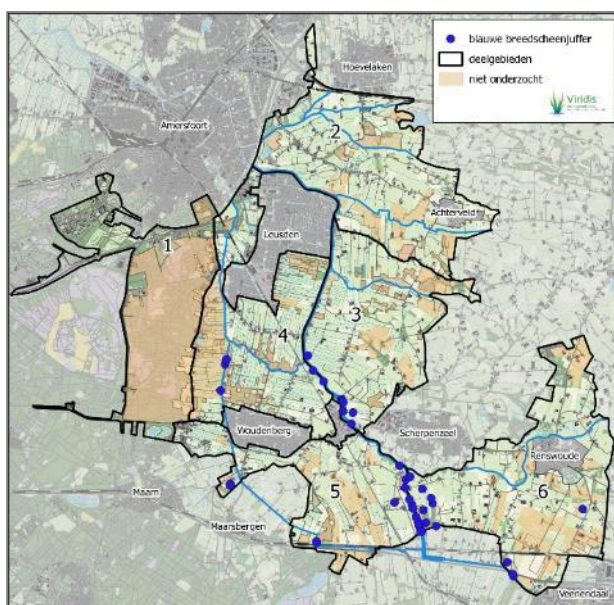 blauwe breedscheenjuffer
deelgebieden
niet onderzocht
Viridis
Hoevelaken
Amersfoort
2
Achterveld
1
Leusden
3
4
Woudenberg
Scherpenzeel
Renswoude
Maarn
5
6
Maarsbergen
Veenendaal